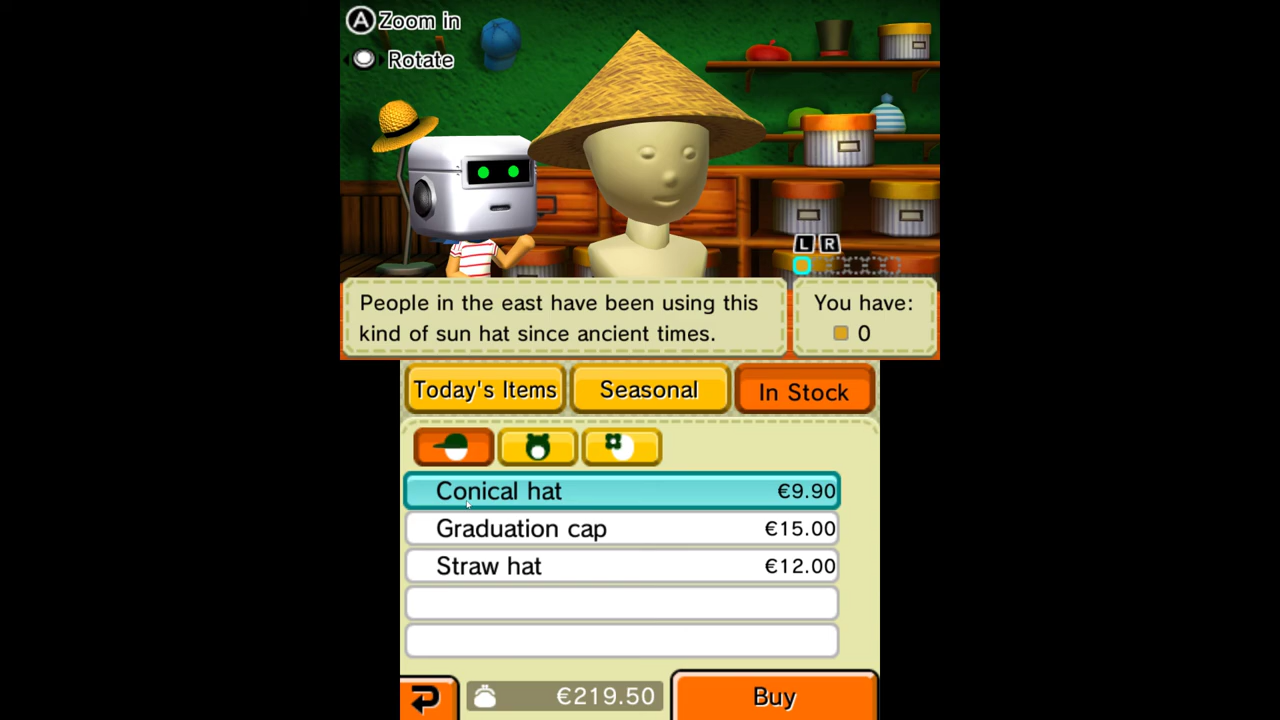 A Zoom in
Rotate
L R
People in the east have been using this
kind of sun hat since ancient times.
You have:
0
Today's Items
Seasonal
In Stock
Conical hat €9.90
Graduation cap €15.00
Straw hat €12.00
€219.50
Buy